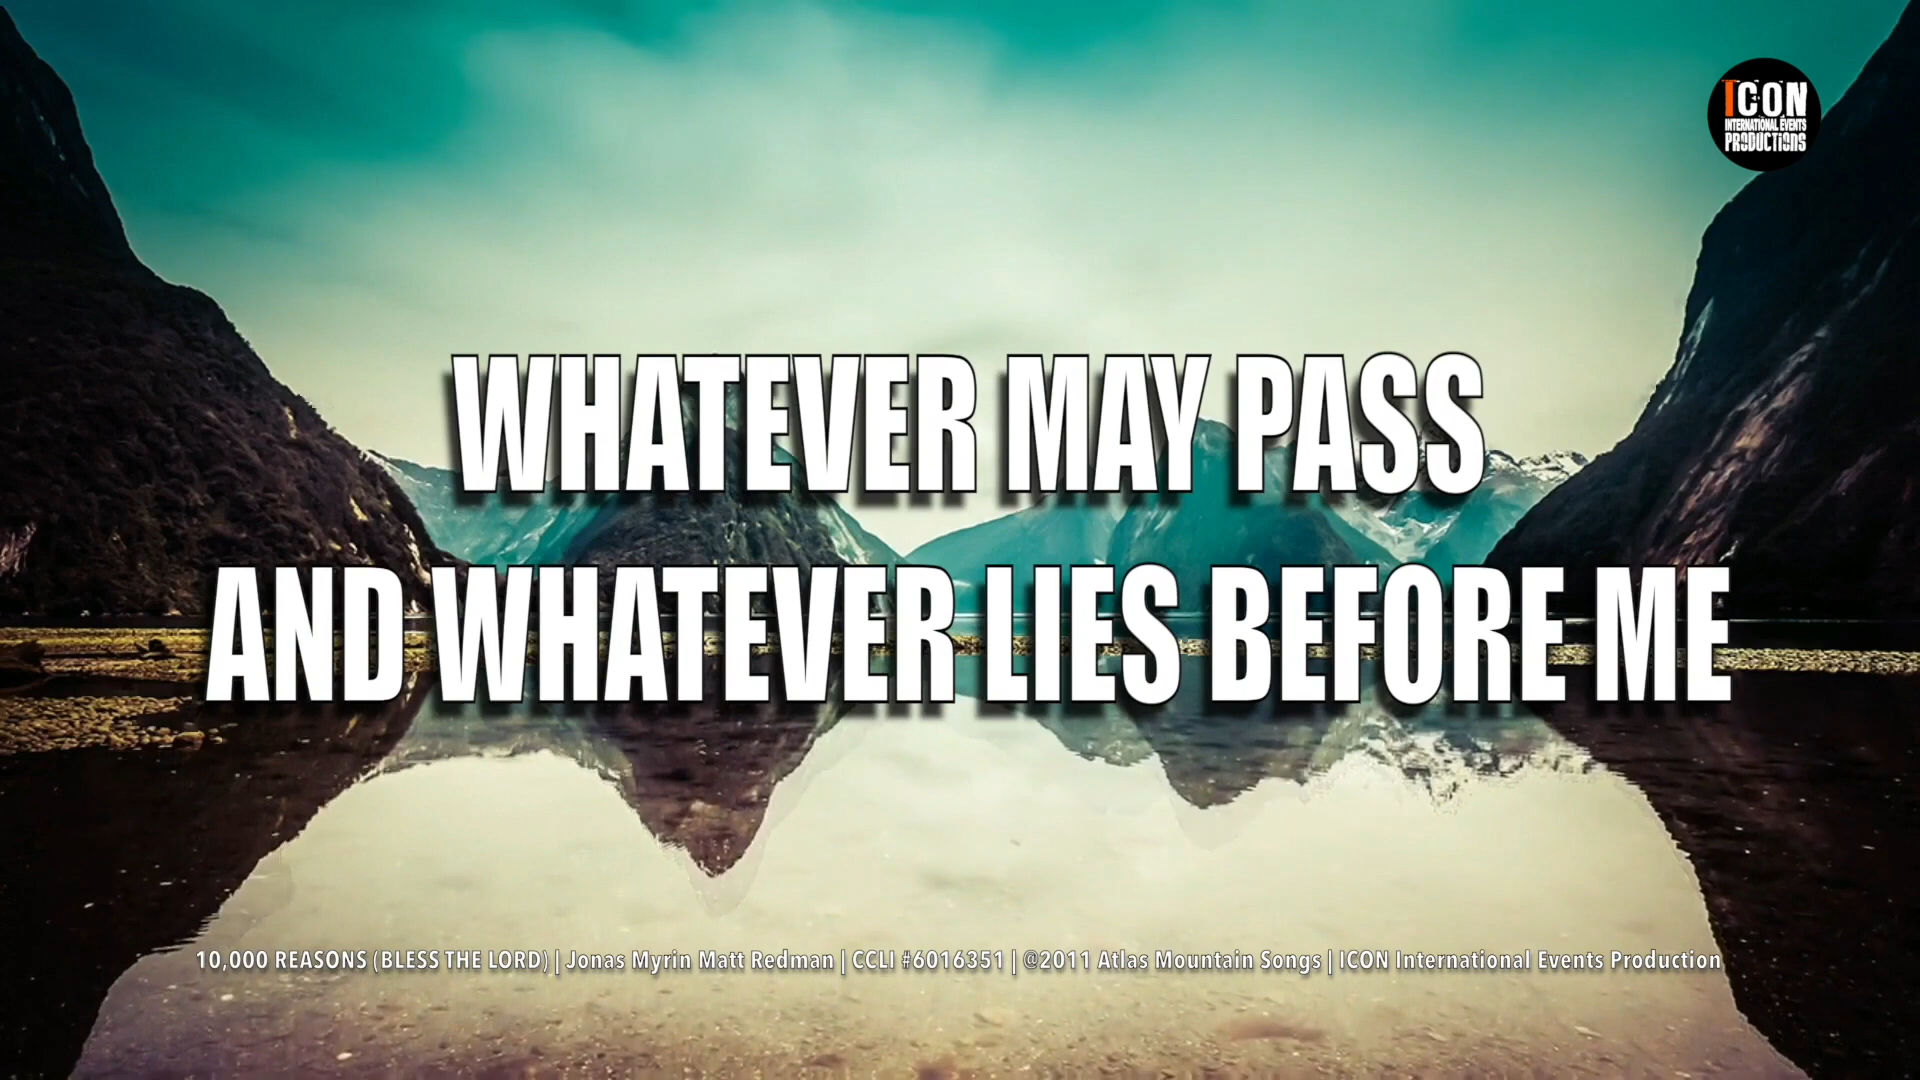 ICON
INTERNATIONAL EVENTS
PRODUCTIONS
WHATEVER MAY PASS
AND WHATEVER LIES BEFORE ME
10,000 REASONS (BLESS THE LORD) | Jonas Myrin Matt Redman | CCLI #6016351 | @2011 Atlas Mountain Songs | ICON International Events Production